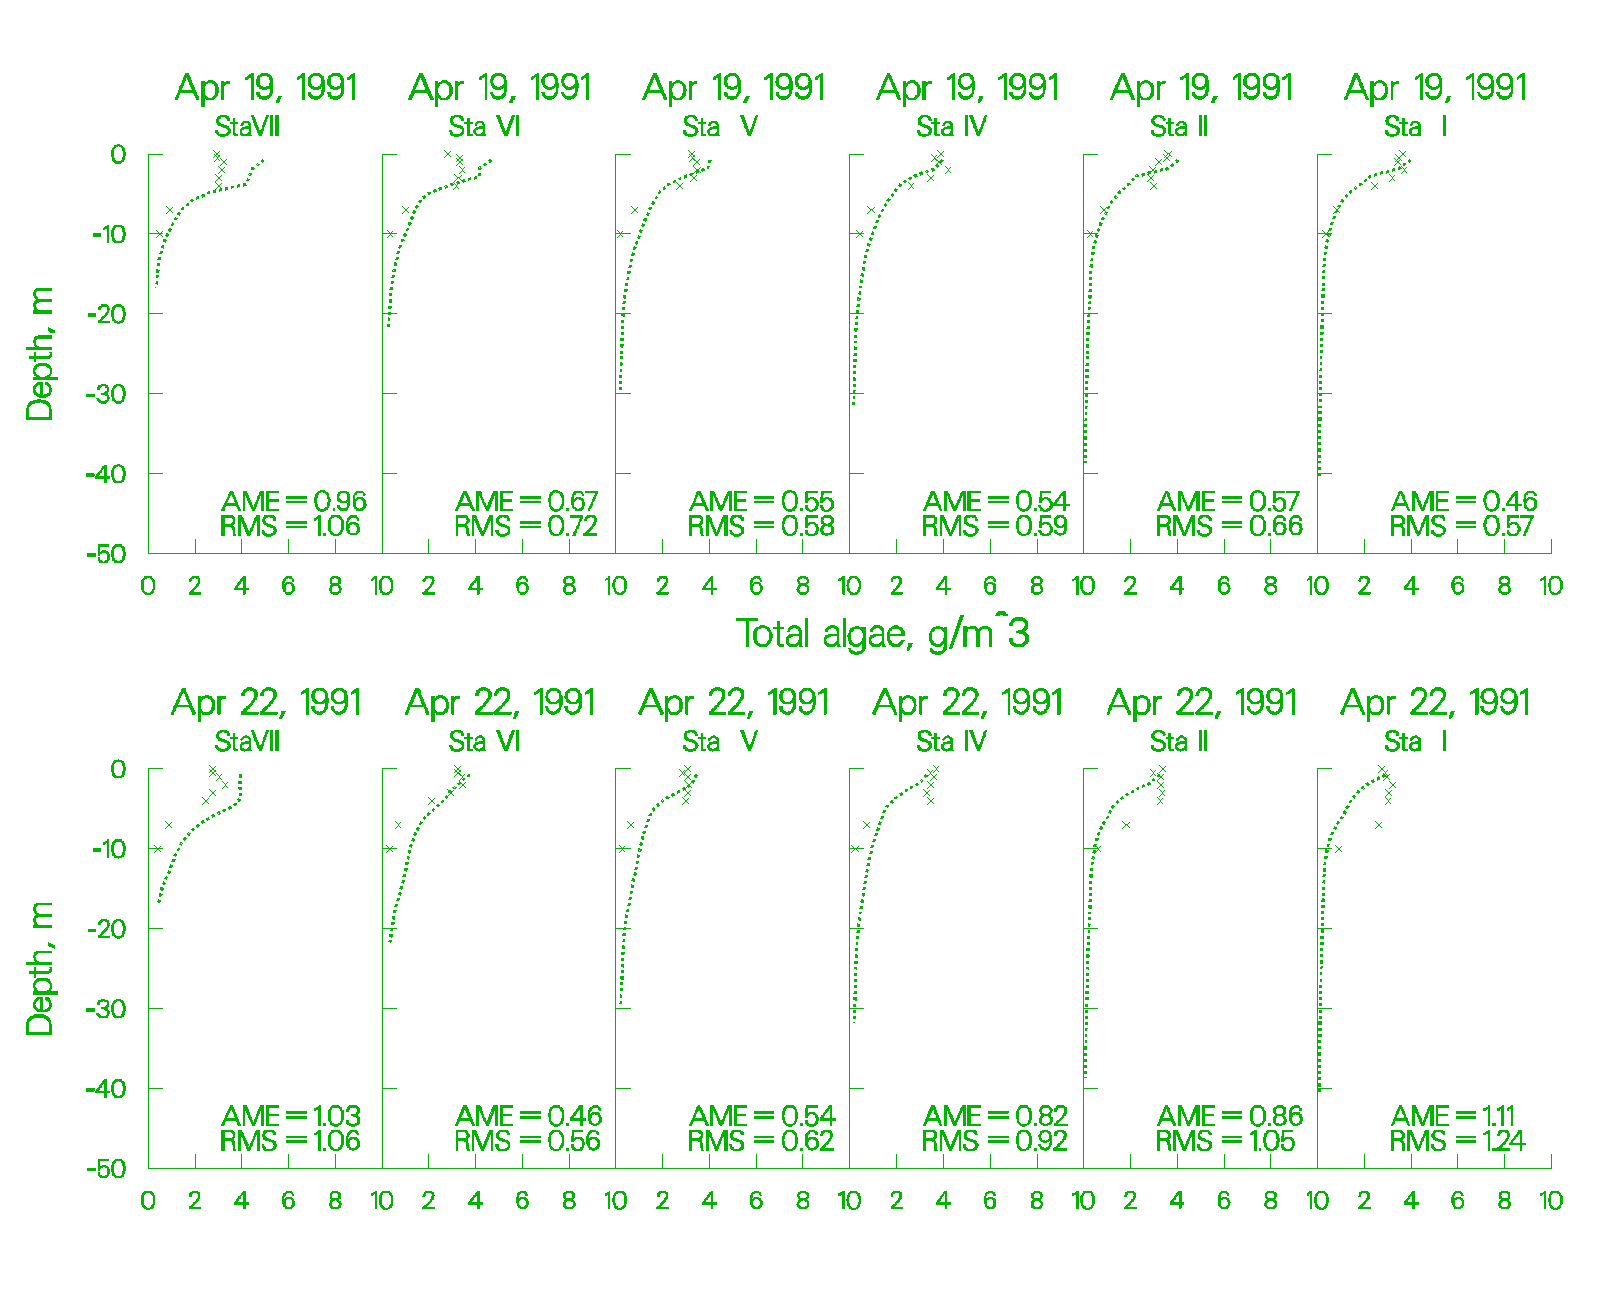 Apr 19, 1991 Apr 19, 1991 Apr 19, 1991 Apr 19, 1991 Apr 19, 1991 Apr 19, 1991
StaVII Sta VI Sta V Sta IV Sta II Sta I
0
-10
-20
-30
-40
-50
Depth, m
AME = 0.96 AME = 0.67 AME = 0.55 AME = 0.54 AME = 0.57 AME = 0.46
RMS = 1.06 RMS = 0.72 RMS = 0.58 RMS = 0.59 RMS = 0.66 RMS = 0.57
0 2 4 6 8 10 2 4 6 8 10 2 4 6 8 10 2 4 6 8 10 2 4 6 8 10 2 4 6 8 10
Total algae, g/m^3
Apr 22, 1991 Apr 22, 1991 Apr 22, 1991 Apr 22, 1991 Apr 22, 1991 Apr 22, 1991
StaVII Sta VI Sta V Sta IV Sta II Sta I
0
-10
-20
-30
-40
-50
Depth, m
AME = 1.03 AME = 0.46 AME = 0.54 AME = 0.82 AME = 0.86 AME = 1.11
RMS = 1.06 RMS = 0.56 RMS = 0.62 RMS = 0.92 RMS = 1.05 RMS = 1.24
0 2 4 6 8 10 2 4 6 8 10 2 4 6 8 10 2 4 6 8 10 2 4 6 8 10 2 4 6 8 10